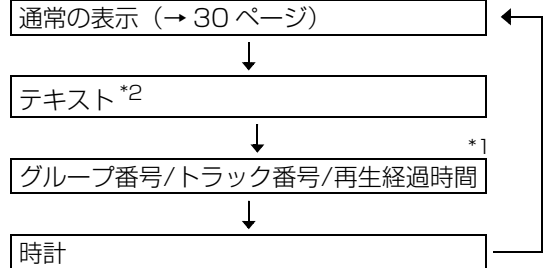 通常の表示（→ 30 ページ）
テキスト*2
*1
グループ番号/トラック番号/再生経過時間
時計